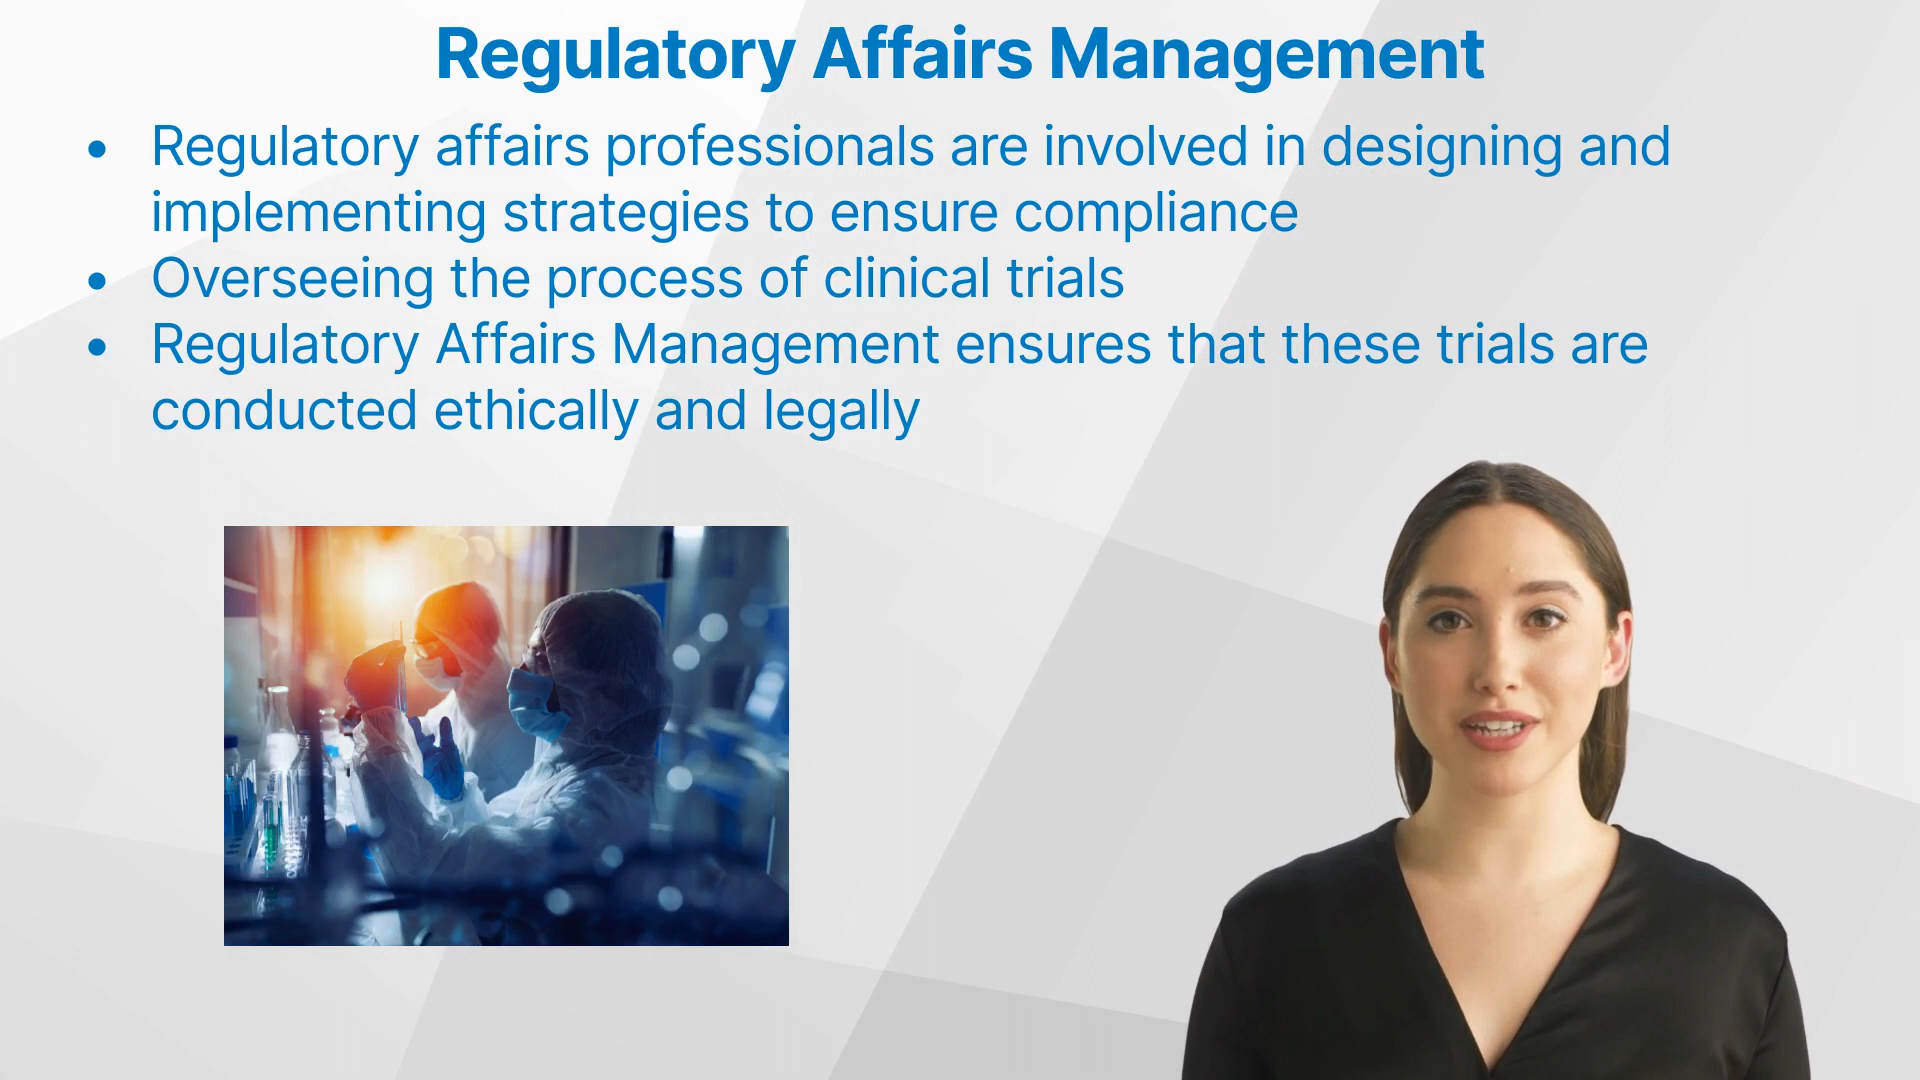 Regulatory Affairs Management
• Regulatory affairs professionals are involved in designing and
implementing strategies to ensure compliance
• Overseeing the process of clinical trials
• Regulatory Affairs Management ensures that these trials are
conducted ethically and legally